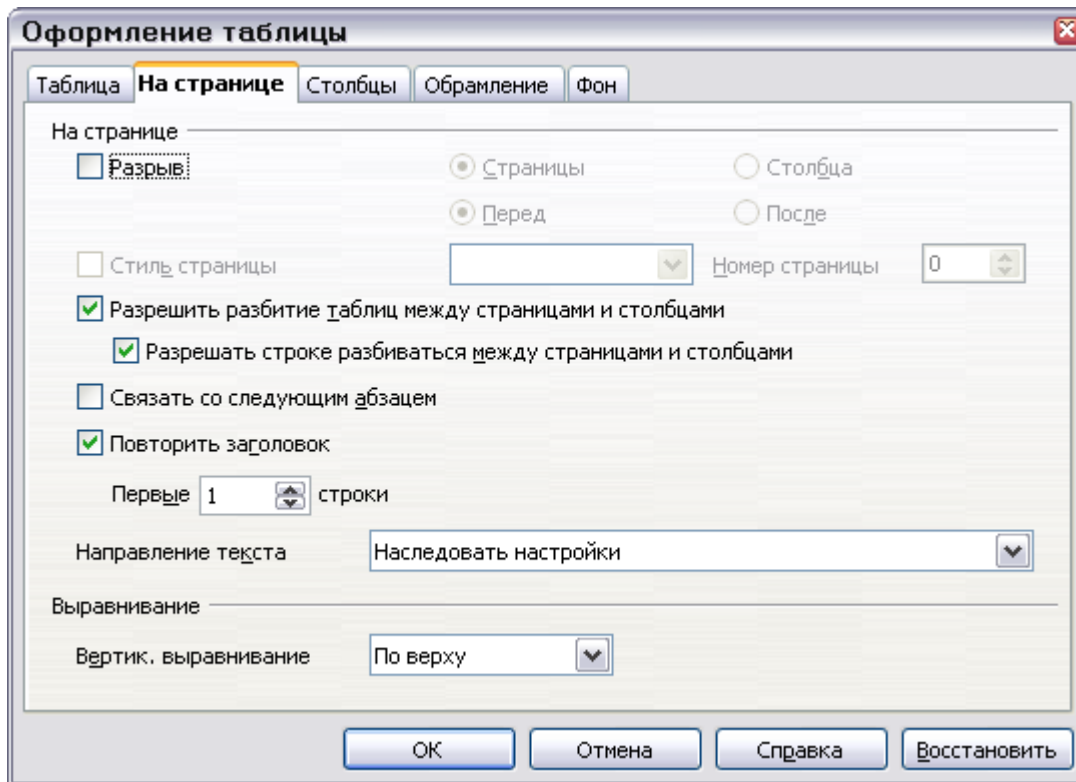 Оформление таблицы
Таблица На странице Столбцы Обрамление Фон
На странице
Разрыв Страницы Столбца
Перед После
Стиль страницы Номер страницы 0
Разрешить разбитие таблиц между страницами и столбцами
Разрешать строке разбиваться между страницами и столбцами
Связать со следующим абзацем
Повторить заголовок
Первые 1 строки
Направление текста Наследовать настройки
Выравнивание
Вертик. выравнивание По верху
ОК Отмена Справка Восстановить